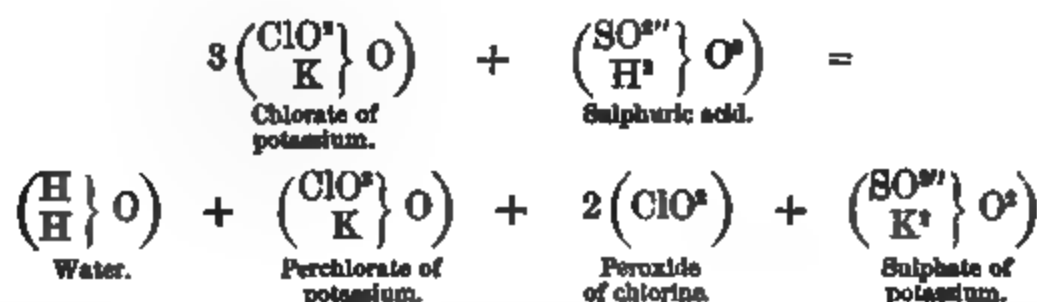 3 (ClO² K } O) + (SO²″ H² } O²) =
Chlorate of potassium. Sulphuric acid.
(H H } O) + (ClO³ K } O) + 2 (ClO²) + (SO²″ K² } O²)
Water. Perchlorate of potassium. Peroxide of chlorine. Sulphate of potassium.